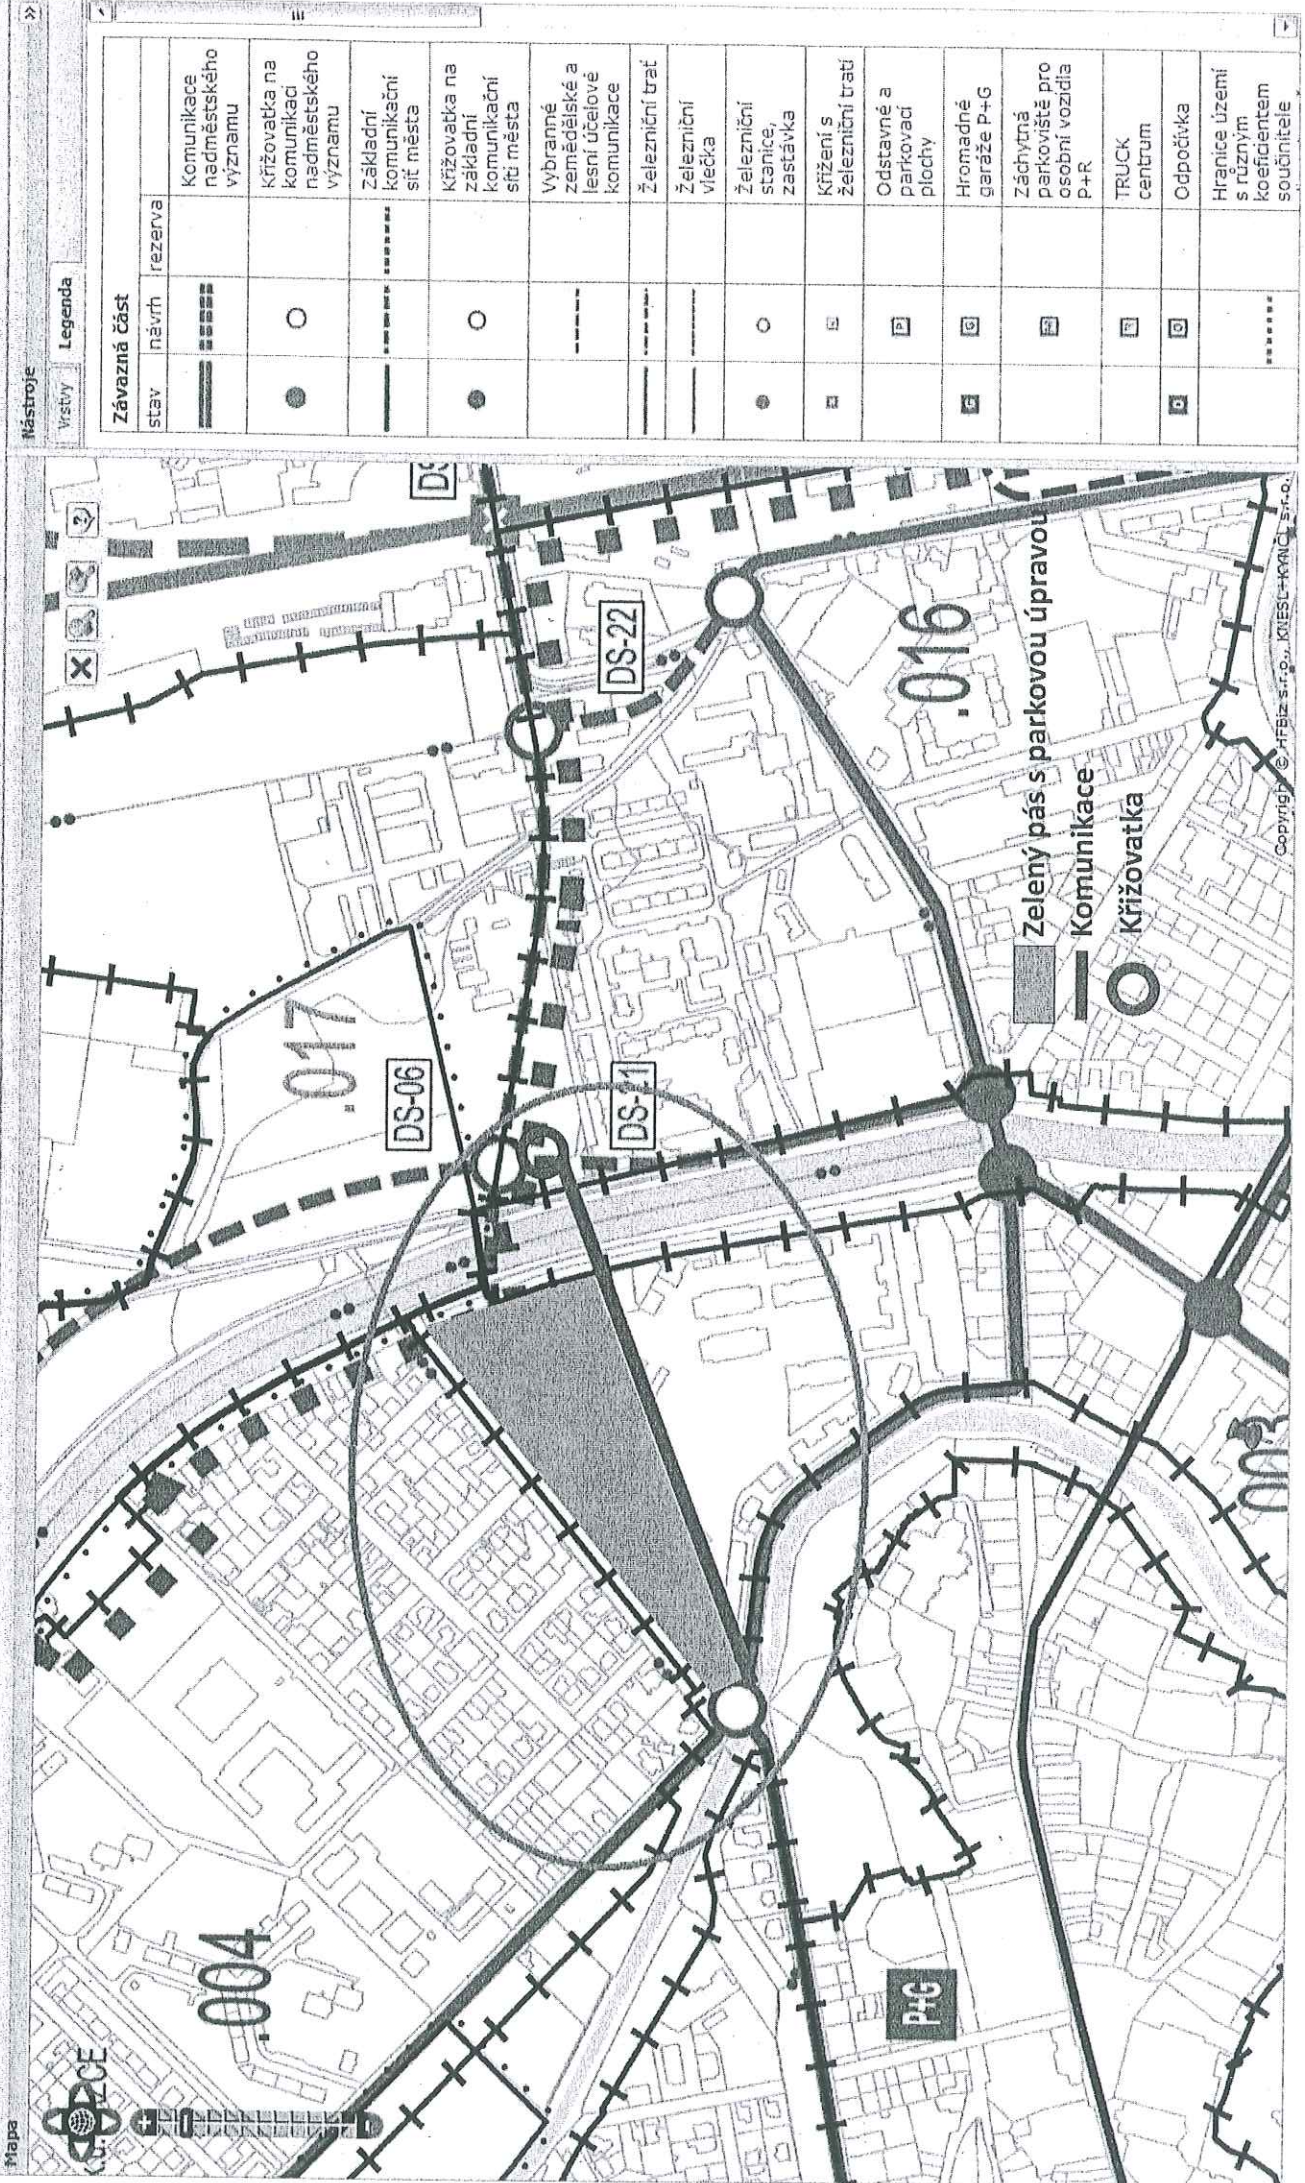 Mapa
Nástroje
Vrstvy
Legenda
Závazná část
stav
návrh
rezerva
Komunikace
nadměstského
významu
Křižovatka na
komunikaci
nadměstského
významu
Základní
komunikační
síť města
Křižovatka na
základní
komunikační
síti města
Vybranné
zemědělské a
lesní účelové
komunikace
Železniční trať
Železniční
vlečka
Železniční
stanice,
zastávka
Křížení s
železniční tratí
Odstavné a
parkovací
plochy
P
Hromadné
garáže P+G
G
G
Záchytná
parkoviště pro
osobní vozidla
P+R
TRUCK
centrum
Odpočívka
O
Hranice území
s různým
koeficientem
součinitele
.004
.017
DS-06
DS-21
DS-22
DS
.016
P+G
Zelený pás s parkovou úpravou
Komunikace
Křižovatka
Copyright © HFBiz s.r.o., KNESL+KYNČL s.r.o.